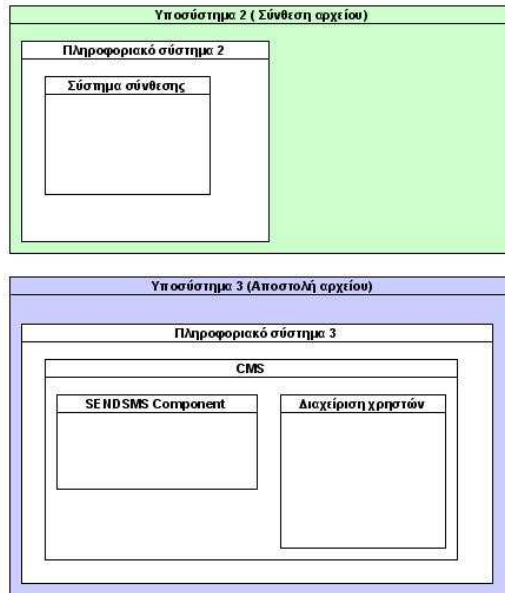 Υποσύστημα 2 ( Σύνθεση αρχείου)
Πληροφοριακό σύστημα 2
Σύστημα σύνθεσης
Υποσύστημα 3 (Αποστολή αρχείου)
Πληροφοριακό σύστημα 3
CMS
SENDSMS Component
Διαχείριση χρηστών